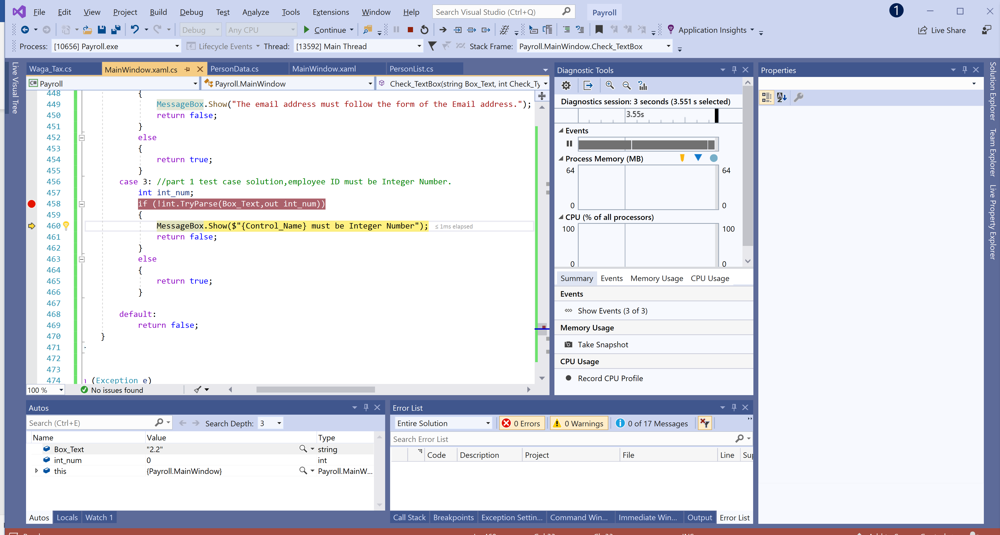 File Edit View Project Build Debug Test Analyze Tools Extensions Window Help Search Visual Studio (Ctrl+Q) Payroll 1
Debug Any CPU Continue Application Insights Live Share
Process: [10656] Payroll.exe Lifecycle Events Thread: [13592] Main Thread Stack Frame: Payroll.MainWindow.Check_TextBox
Live Visual Tree
Waga_Tax.cs MainWindow.xaml.cs PersonData.cs MainWindow.xaml PersonList.cs
C# Payroll Payroll.MainWindow Check_TextBox(string Box_Text, int Check_Ty
448 {
449 MessageBox.Show("The email address must follow the form of the Email address.");
450 return false;
451 }
452 else
453 {
454 return true;
455 }
456 case 3: //part 1 test case solution,employee ID must be Integer Number.
457 int int_num;
458 if (!int.TryParse(Box_Text,out int_num))
459 {
460 MessageBox.Show($"{Control_Name} must be Integer Number"); ≤ 1ms elapsed
461 return false;
462 }
463 else
464 {
465 return true;
466 }
467
468 default:
469 return false;
470 }
471
472
473
474 (Exception e)
100 % No issues found
Diagnostic Tools
Diagnostics session: 3 seconds (3.551 s selected)
3.55s
Events
Process Memory (MB)
64 64
0 0
CPU (% of all processors)
100 100
0 0
Summary Events Memory Usage CPU Usage
Events
Show Events (3 of 3)
Memory Usage
Take Snapshot
CPU Usage
Record CPU Profile
Properties
Solution Explorer
Team Explorer
Live Property Explorer
Autos
Search (Ctrl+E) Search Depth: 3
Name Value Type
Box_Text "2.2" string
int_num 0 int
this {Payroll.MainWindow} Payroll.MainW...
Autos Locals Watch 1
Error List
Entire Solution 0 Errors 0 Warnings 0 of 17 Messages
Search Error List
Code Description Project File Line Sup
Call Stack Breakpoints Exception Settin... Command Win... Immediate Win... Output Error List